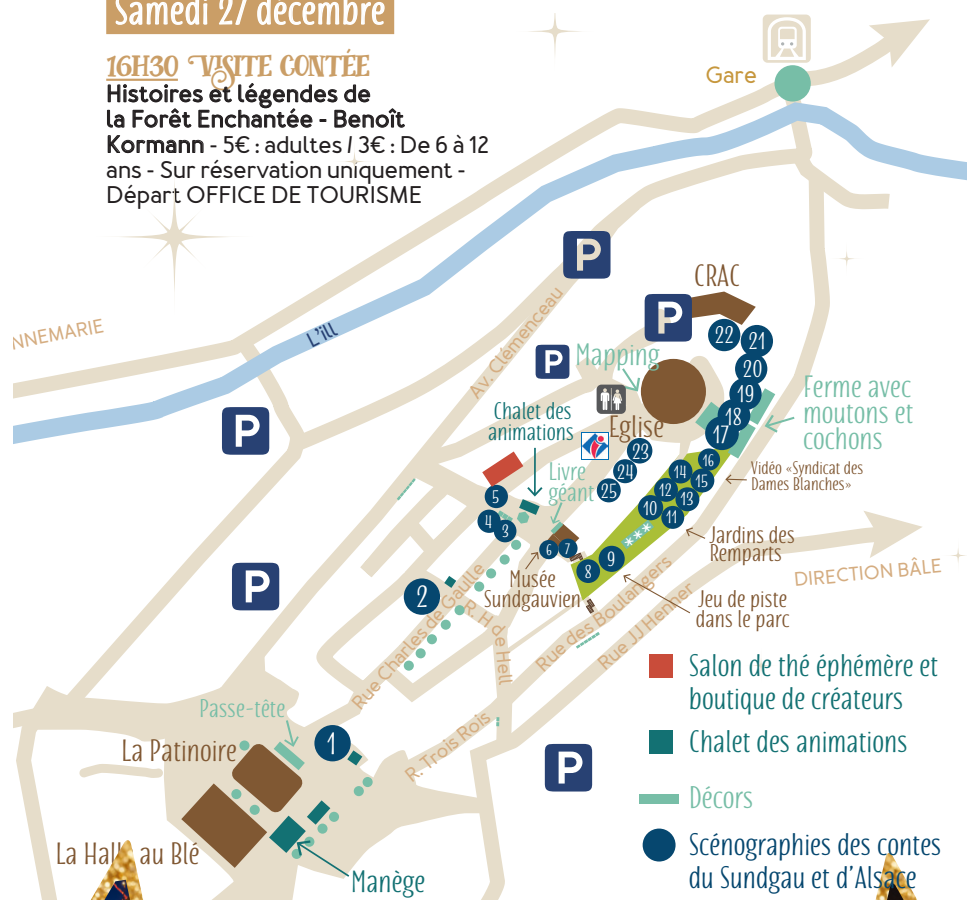 Samedi 27 décembre
16H30 VISITE CONTÉE
Histoires et légendes de
la Forêt Enchantée - Benoît
Kormann - 5€ : adultes / 3€ : De 6 à 12
ans - Sur réservation uniquement -
Départ OFFICE DE TOURISME
Gare
NNEMARIE
L'ill
Av. Clémenceau
P
P
P
P
P
P
CRAC
22
21
20
19
18
17
Mapping
Eglise
Ferme avec
moutons et
cochons
Chalet des
animations
23
24
25
Livre
géant
16
15
14
13
12
11
10
Vidéo «Syndicat des
Dames Blanches»
5
4
3
Jardins des
Remparts
6
7
8
9
Musée
Sundgauvien
2
DIRECTION BÂLE
Jeu de piste
dans le parc
Rue Charles de Gaulle
R. H de Hell
Rue des Boulangers
Rue JJ Henner
R. Trois Rois
Passe-tête
1
La Patinoire
La Halle au Blé
Manège
Salon de thé éphémère et
boutique de créateurs
Chalet des animations
Décors
Scénographies des contes
du Sundgau et d'Alsace